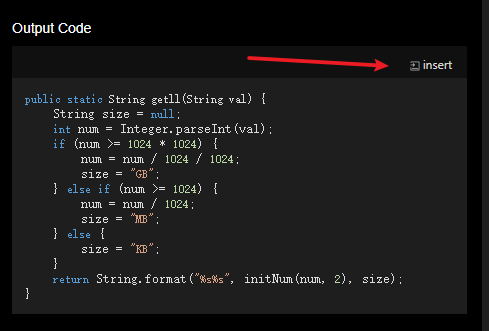 Output Code
insert
public static String getll(String val) {
    String size = null;
    int num = Integer.parseInt(val);
    if (num >= 1024 * 1024) {
        num = num / 1024 / 1024;
        size = "GB";
    } else if (num >= 1024) {
        num = num / 1024;
        size = "MB";
    } else {
        size = "KB";
    }
    return String.format("%s%s", initNum(num, 2), size);
}